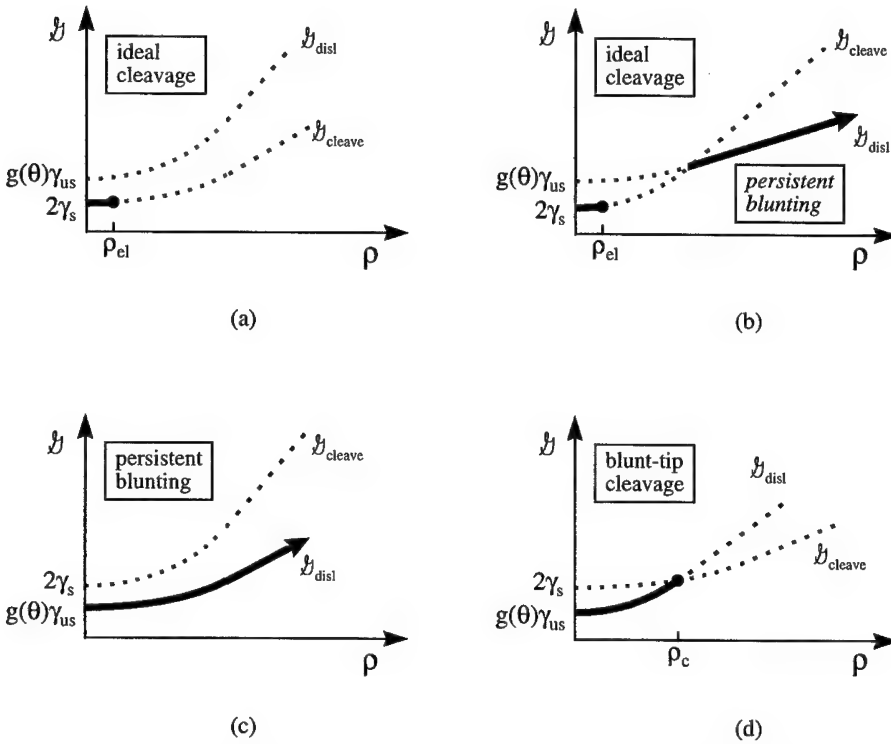 𝒢
ideal
cleavage
𝒢disl
𝒢cleave
g(θ)γus
2γs
ρel
ρ
(a)
𝒢
ideal
cleavage
𝒢cleave
𝒢disl
g(θ)γus
2γs
persistent
blunting
ρel
ρ
(b)
𝒢
persistent
blunting
𝒢cleave
𝒢disl
2γs
g(θ)γus
ρ
(c)
𝒢
blunt-tip
cleavage
𝒢disl
𝒢cleave
2γs
g(θ)γus
ρc
ρ
(d)